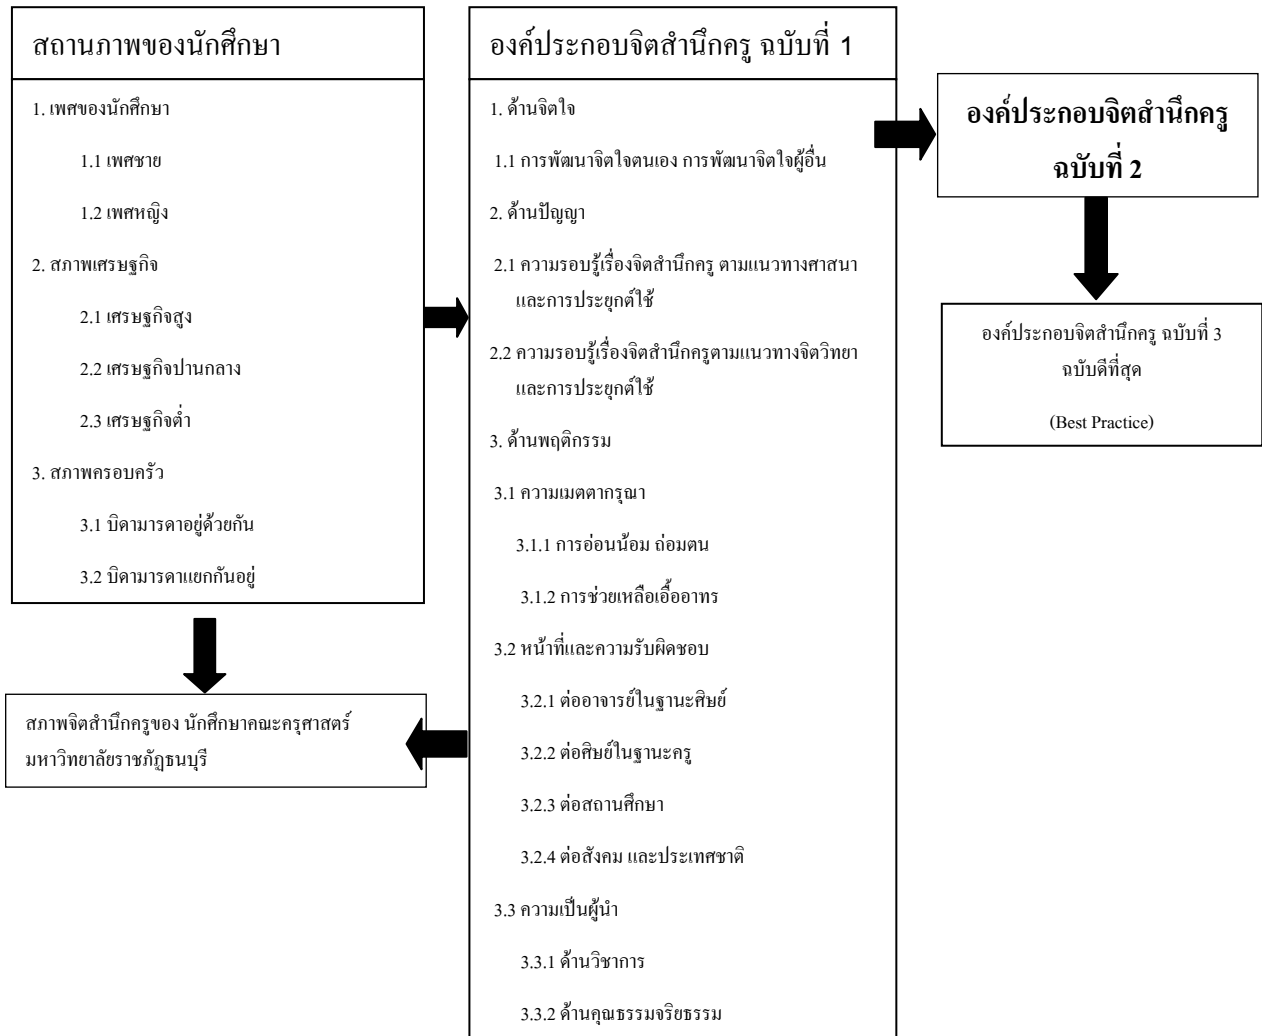 สถานภาพของนักศึกษา
1. เพศของนักศึกษา
1.1 เพศชาย
1.2 เพศหญิง
2. สภาพเศรษฐกิจ
2.1 เศรษฐกิจสูง
2.2 เศรษฐกิจปานกลาง
2.3 เศรษฐกิจต่ำ
3. สภาพครอบครัว
3.1 บิดามารดาอยู่ด้วยกัน
3.2 บิดามารดาแยกกันอยู่
สภาพจิตสำนึกครูของ นักศึกษาคณะครุศาสตร์
มหาวิทยาลัยราชภัฏธนบุรี
องค์ประกอบจิตสำนึกครู ฉบับที่ 1
1. ด้านจิตใจ
1.1 การพัฒนาจิตใจตนเอง การพัฒนาจิตใจผู้อื่น
2. ด้านปัญญา
2.1 ความรอบรู้เรื่องจิตสำนึกครู ตามแนวทางศาสนา
และการประยุกต์ใช้
2.2 ความรอบรู้เรื่องจิตสำนึกครูตามแนวทางจิตวิทยา
และการประยุกต์ใช้
3. ด้านพฤติกรรม
3.1 ความเมตตากรุณา
3.1.1 การอ่อนน้อม ถ่อมตน
3.1.2 การช่วยเหลือเอื้ออาทร
3.2 หน้าที่และความรับผิดชอบ
3.2.1 ต่ออาจารย์ในฐานะศิษย์
3.2.2 ต่อศิษย์ในฐานะครู
3.2.3 ต่อสถานศึกษา
3.2.4 ต่อสังคม และประเทศชาติ
3.3 ความเป็นผู้นำ
3.3.1 ด้านวิชาการ
3.3.2 ด้านคุณธรรมจริยธรรม
องค์ประกอบจิตสำนึกครู
ฉบับที่ 2
องค์ประกอบจิตสำนึกครู ฉบับที่ 3
ฉบับดีที่สุด
(Best Practice)